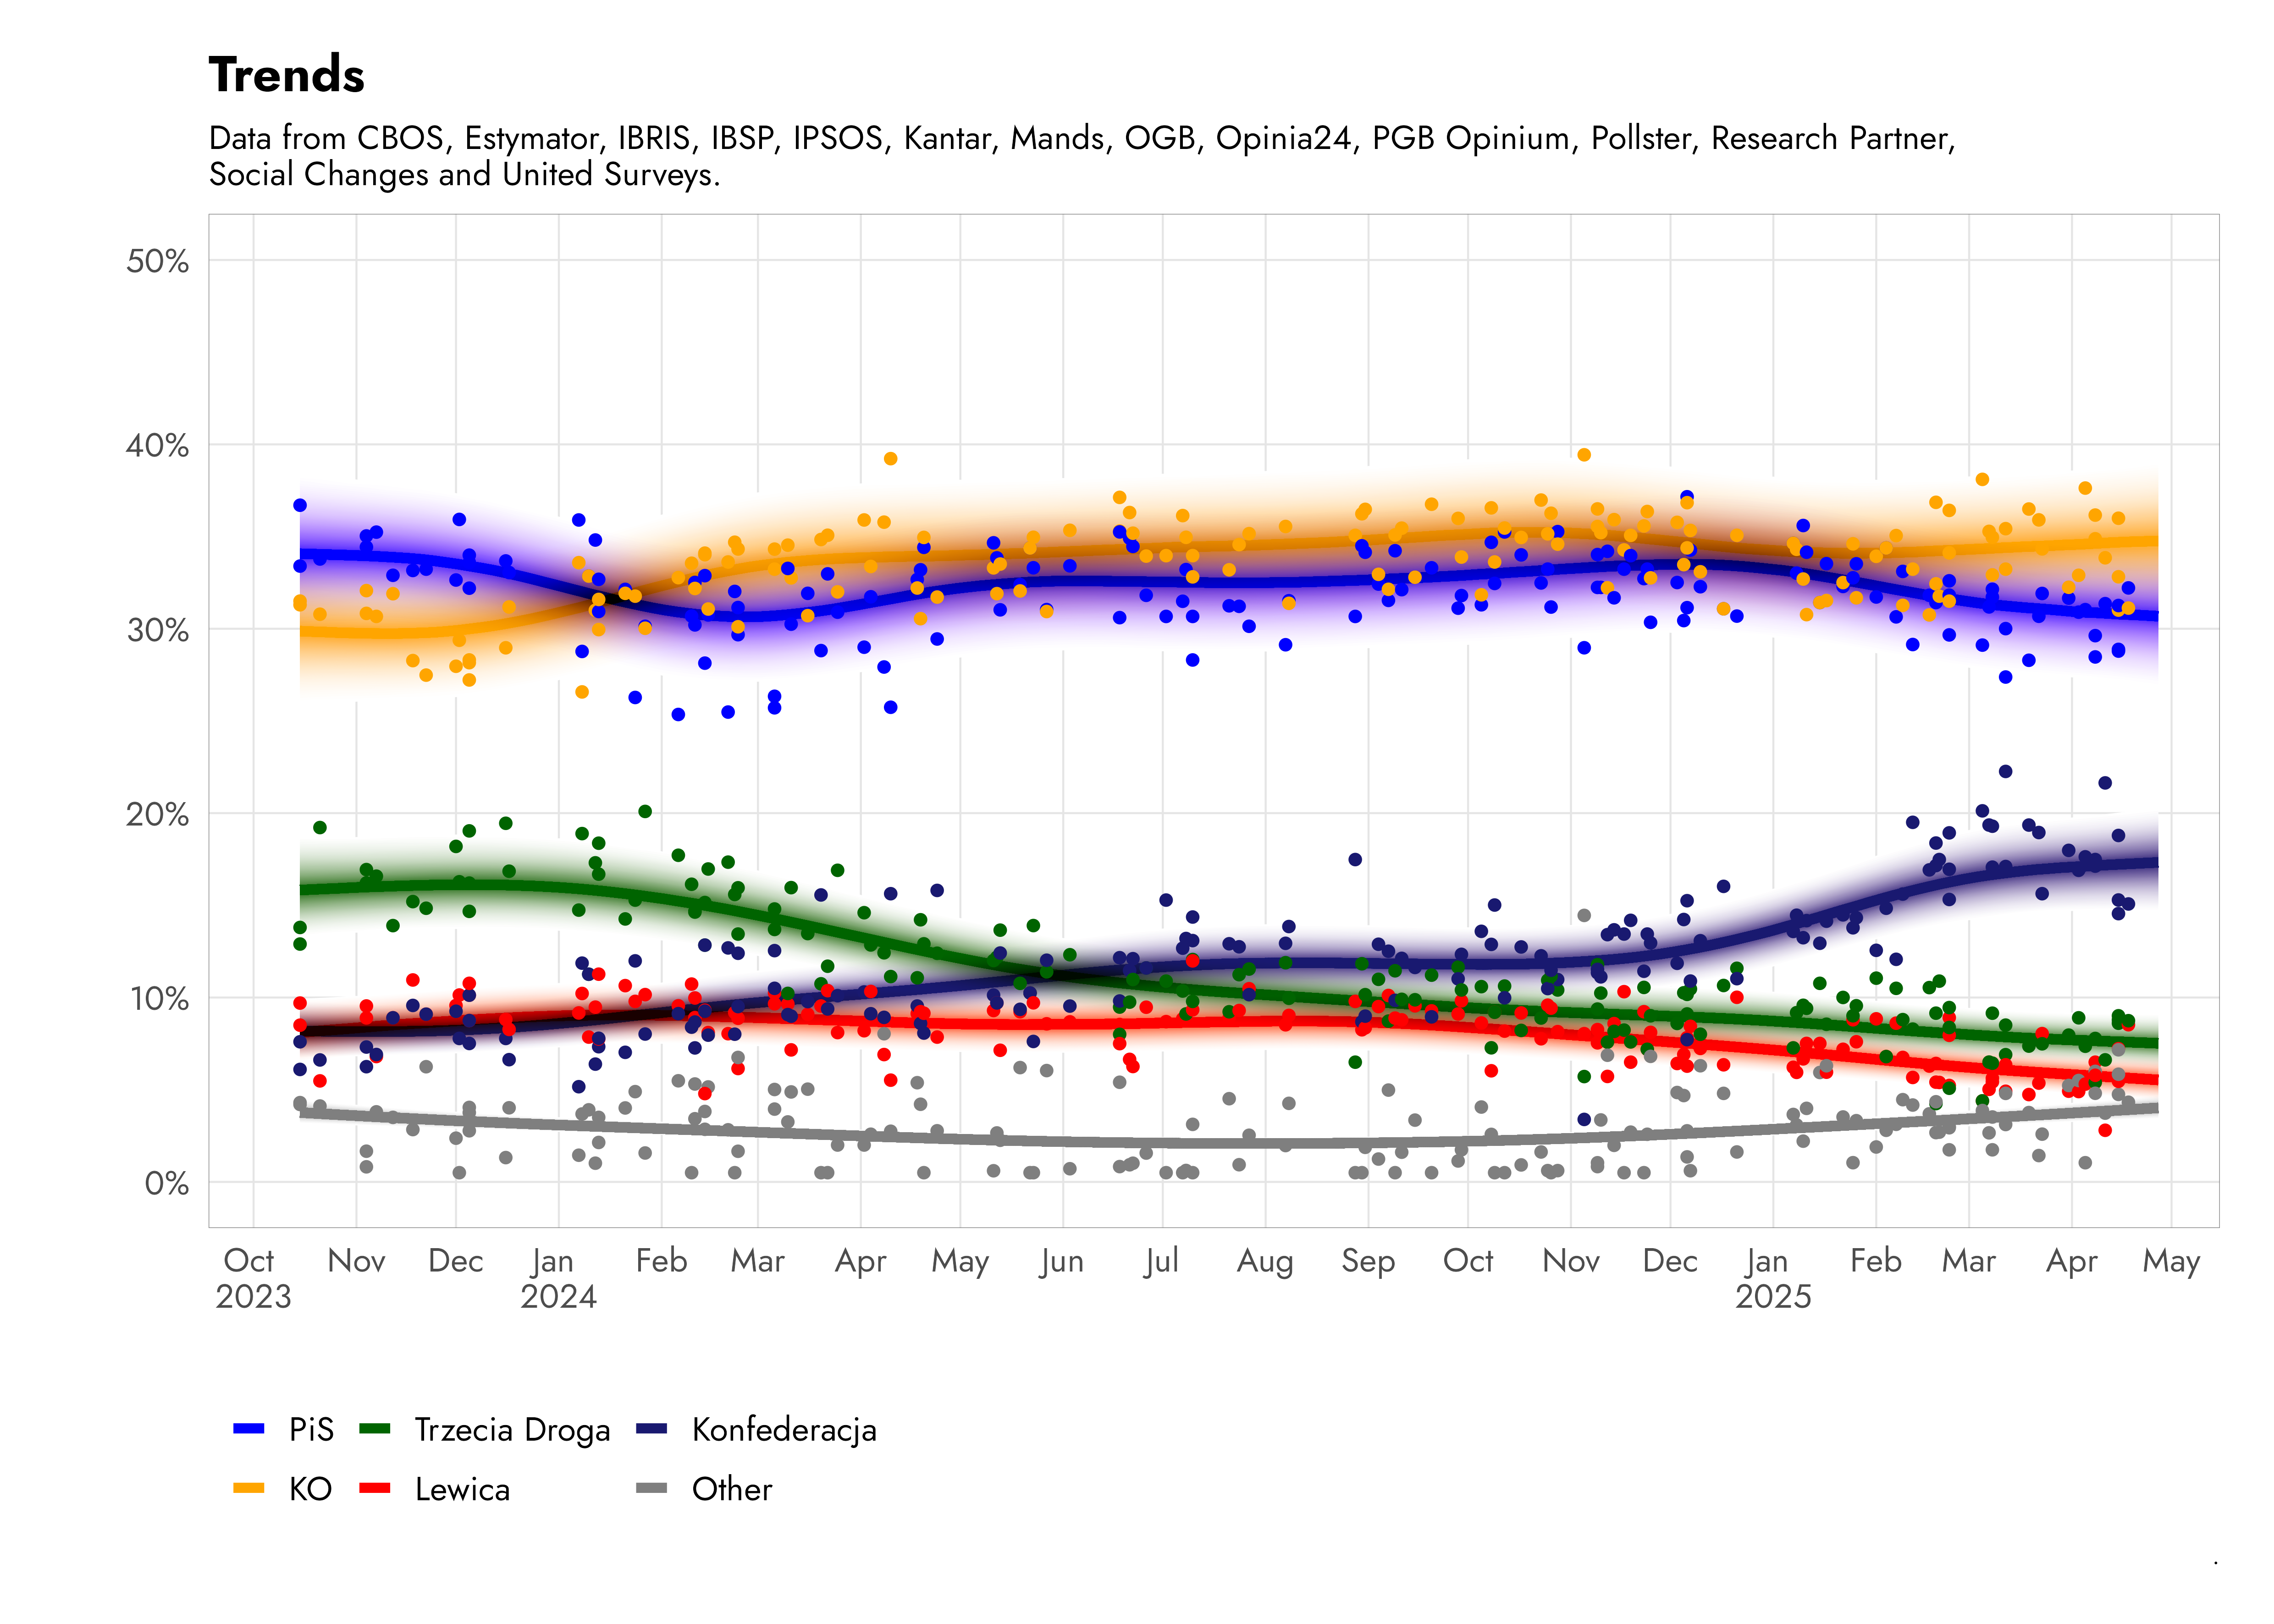 Trends
Data from CBOS, Estymator, IBRIS, IBSP, IPSOS, Kantar, Mands, OGB, Opinia24, PGB Opinium, Pollster, Research Partner,
Social Changes and United Surveys.
50%
40%
30%
20%
10%
0%
Oct Nov Dec Jan Feb Mar Apr May Jun Jul Aug Sep Oct Nov Dec Jan Feb Mar Apr May
2023 2024 2025
PiS Trzecia Droga Konfederacja
KO Lewica Other
.